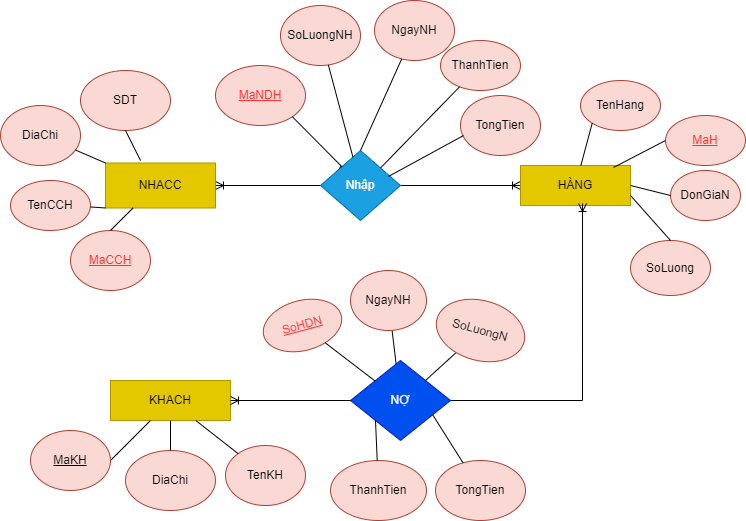 SoLuongNH
NgayNH
ThanhTien
MaNDH
SDT
TenHang
DiaChi
TongTien
MaH
NHACC
Nhập
HÀNG
TenCCH
DonGiaN
MaCCH
SoLuong
NgayNH
SoHDN
SoLuongN
KHACH
NỢ
MaKH
DiaChi
TenKH
ThanhTien
TongTien